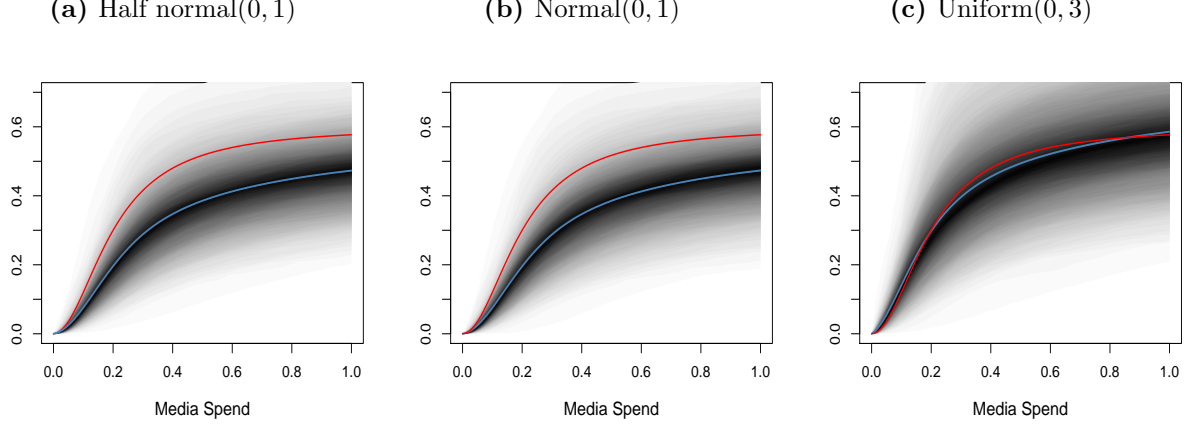 (a) Half normal(0, 1) (b) Normal(0, 1) (c) Uniform(0, 3)
0.6 0.6 0.6
0.4 0.4 0.4
0.2 0.2 0.2
0.0 0.0 0.0
0.0 0.2 0.4 0.6 0.8 1.0 0.0 0.2 0.4 0.6 0.8 1.0 0.0 0.2 0.4 0.6 0.8 1.0
Media Spend Media Spend Media Spend